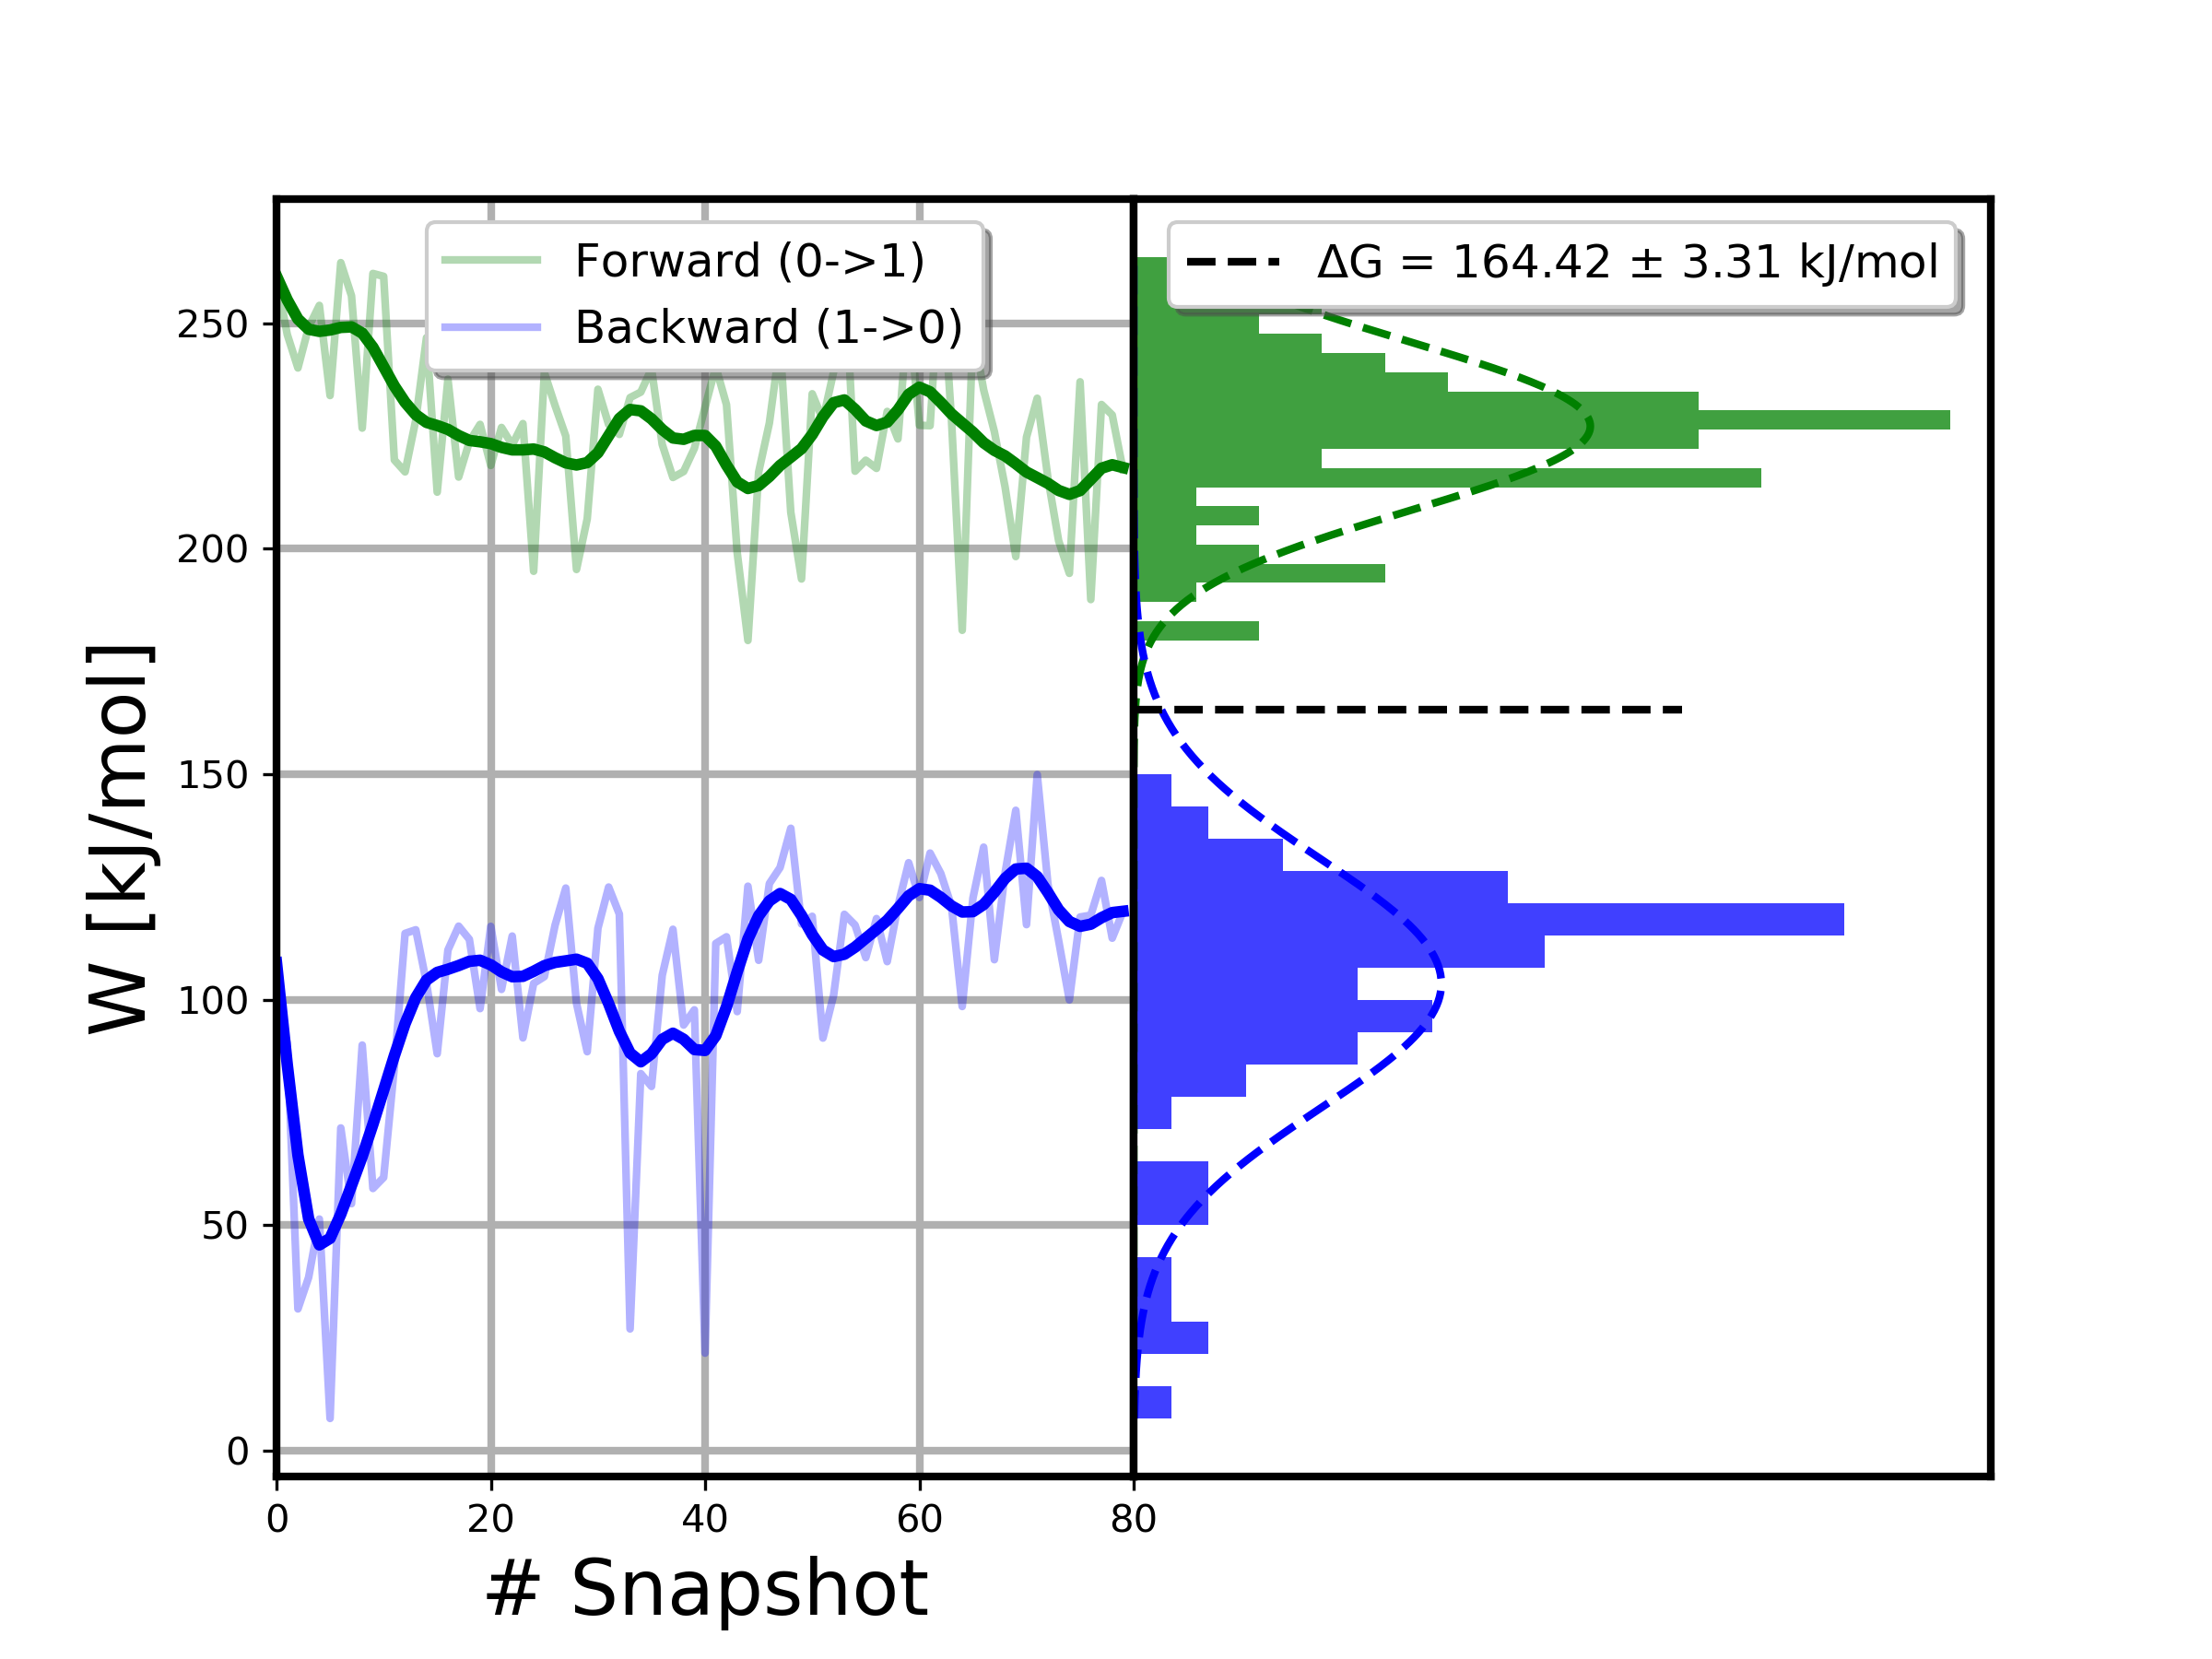 Forward (0->1)
Backward (1->0)
ΔG = 164.42 ± 3.31 kJ/mol
W [kJ/mol]
250
200
150
100
50
0
0 20 40 60 80
# Snapshot